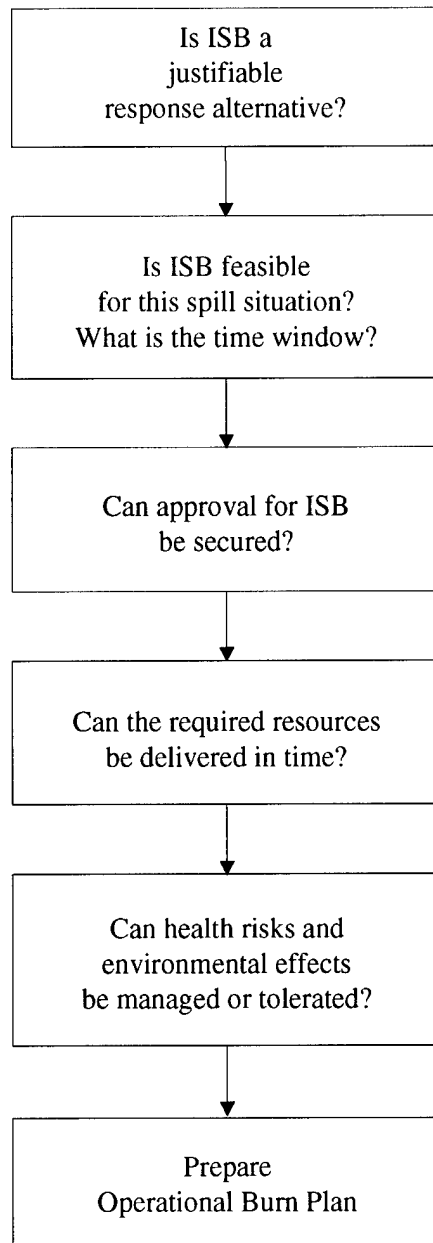 Is ISB a
justifiable
response alternative?
Is ISB feasible
for this spill situation?
What is the time window?
Can approval for ISB
be secured?
Can the required resources
be delivered in time?
Can health risks and
environmental effects
be managed or tolerated?
Prepare
Operational Burn Plan